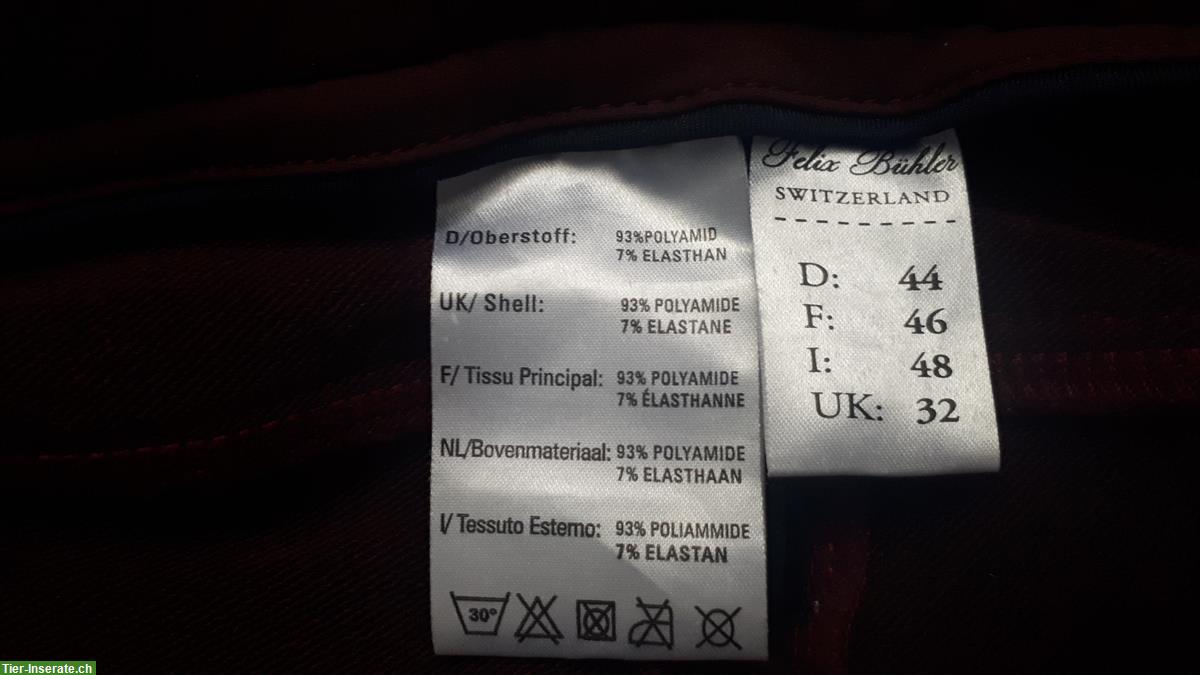 D/Oberstoff: 93%POLYAMID
7% ELASTHAN
UK/ Shell: 93% POLYAMIDE
7% ELASTANE
F/ Tissu Principal: 93% POLYAMIDE
7% ÉLASTHANNE
NL/Bovenmateriaal: 93% POLYAMIDE
7% ELASTHAAN
I/ Tessuto Esterno: 93% POLIAMMIDE
7% ELASTAN
30°
Felix Bühler
SWITZERLAND
D: 44
F: 46
I: 48
UK: 32
Tier-Inserate.ch